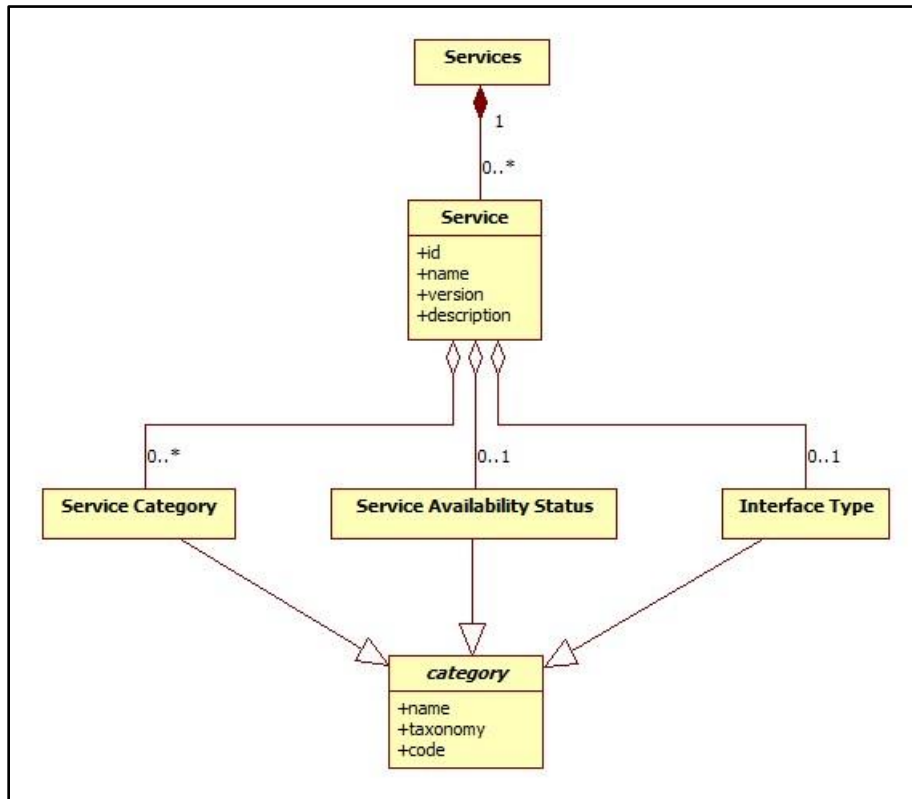 Services
1
0..*
Service
+id
+name
+version
+description
0..*
0..1
0..1
Service Category
Service Availability Status
Interface Type
category
+name
+taxonomy
+code